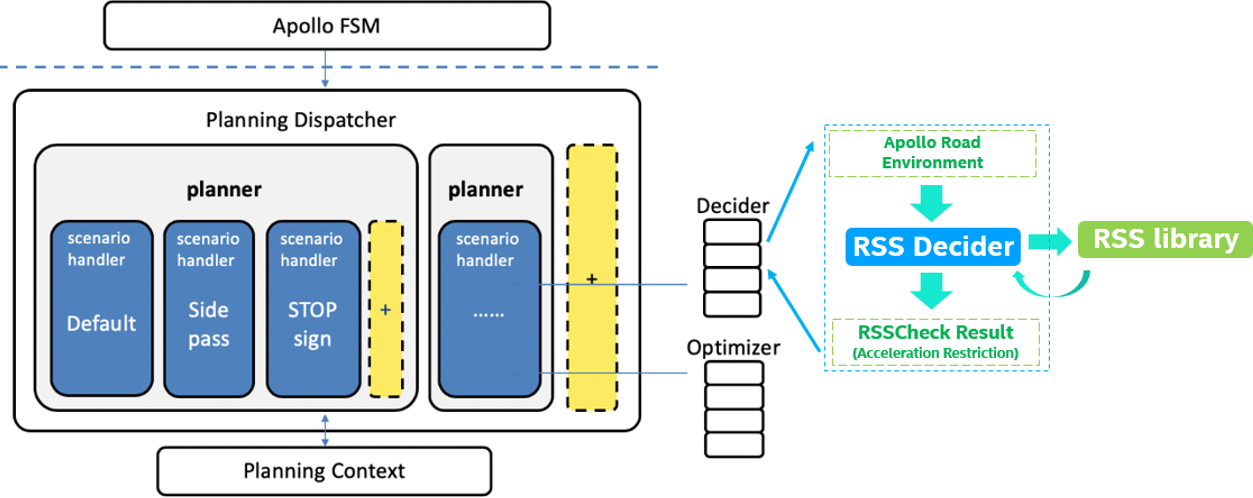 Apollo FSM
Planning Dispatcher
planner
scenario
handler
Default
scenario
handler
Side
pass
scenario
handler
STOP
sign
+
planner
scenario
handler
......
+
Planning Context
Decider
Optimizer
Apollo Road
Environment
RSS Decider
RSS library
RSSCheck Result
(Acceleration Restriction)